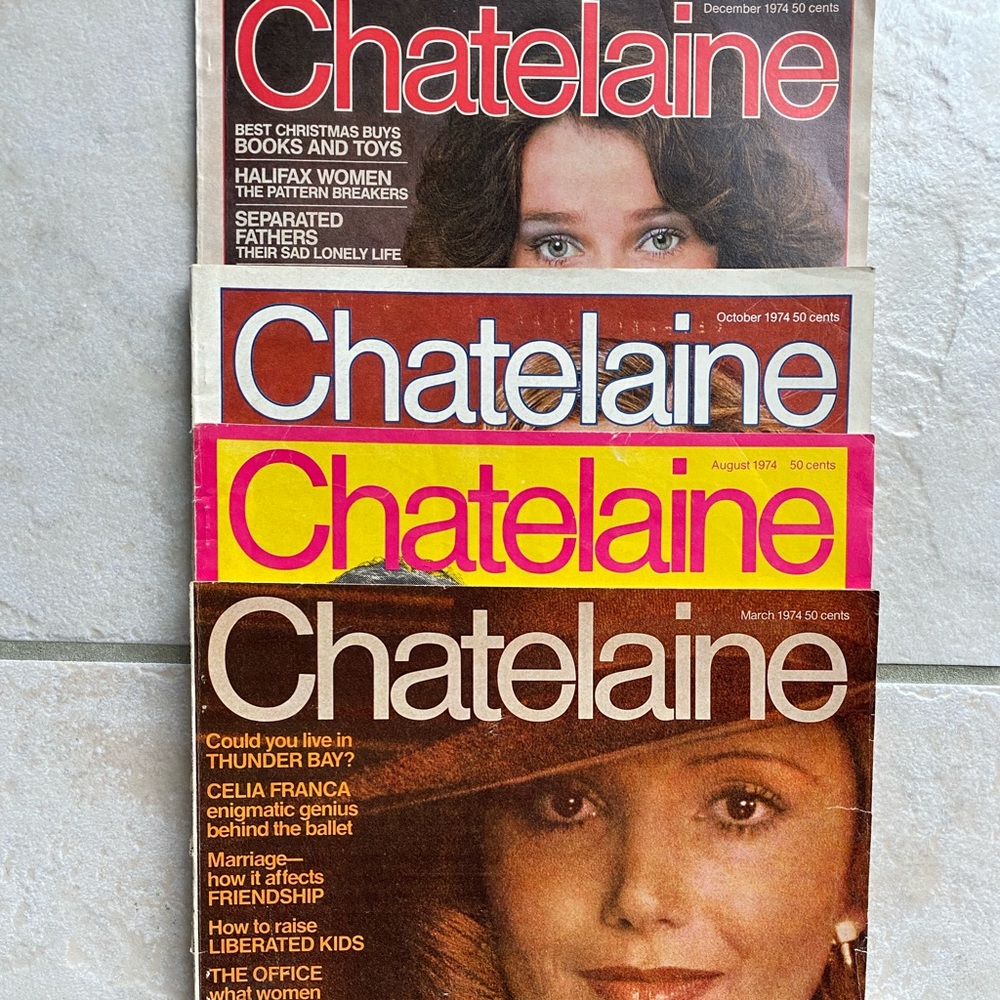 Chatelaine
December 1974 50 cents
BEST CHRISTMAS BUYS
BOOKS AND TOYS
HALIFAX WOMEN
THE PATTERN BREAKERS
SEPARATED
FATHERS
THEIR SAD LONELY LIFE
Chatelaine
October 1974 50 cents
Chatelaine
August 1974 50 cents
Chatelaine
March 1974 50 cents
Could you live in
THUNDER BAY?
CELIA FRANCA
enigmatic genius
behind the ballet
Marriage—
how it affects
FRIENDSHIP
How to raise
LIBERATED KIDS
THE OFFICE
what women